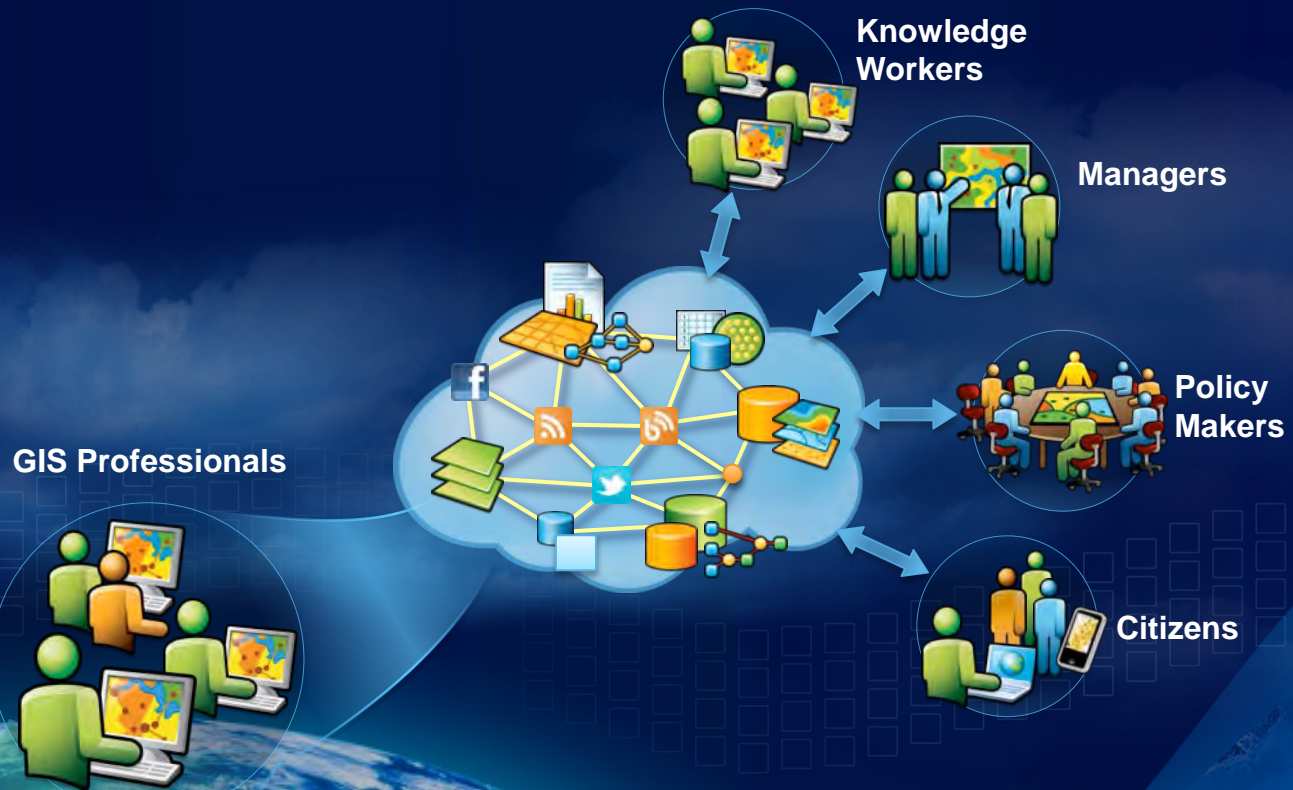 Knowledge
Workers
Managers
Policy
Makers
GIS Professionals
Citizens
f